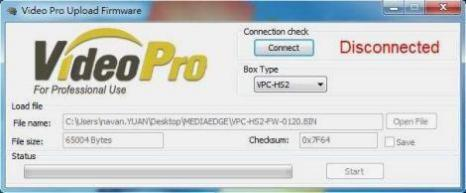 Video Pro Upload Firmware
VideoPro
For Professional Use
Connection check
Connect
Disconnected
Box Type
VPC-HS2
Load file
File name:
C:\Users\navan.YUAN\Desktop\MEDIAEDGE\VPC-HS2-FW-0120.BIN
Open File
File size:
65004 Bytes
Checksum:
0x7F64
Save
Status
Start